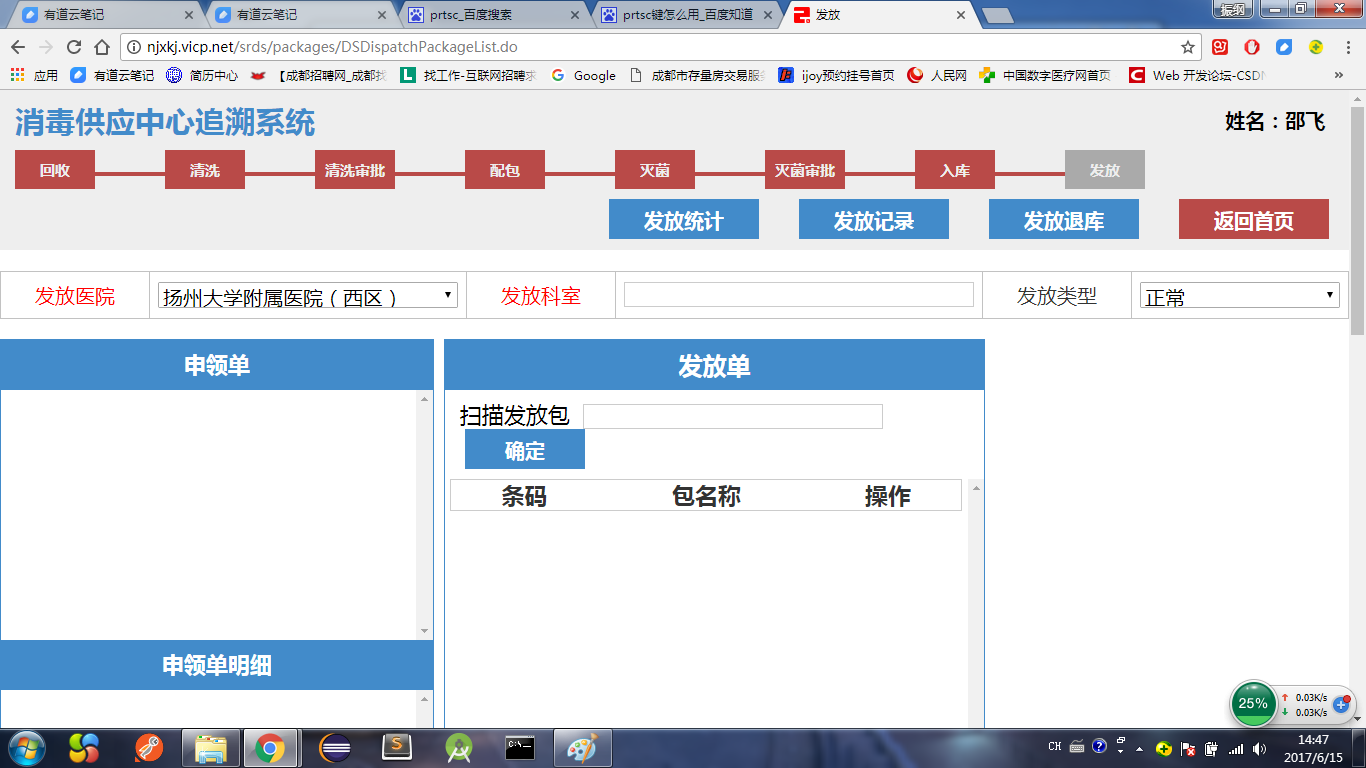 有道云笔记
有道云笔记
prtsc_百度搜索
prtsc键怎么用_百度知道
发放
振纲
njxkj.vicp.net/srds/packages/DSDispatchPackageList.do
应用
有道云笔记
简历中心
【成都招聘网_成都找
找工作-互联网招聘求
Google
成都市存量房交易服务
ijoy预约挂号首页
人民网
中国数字医疗网首页
Web 开发论坛-CSDN
»
消毒供应中心追溯系统
姓名：邵飞
回收
清洗
清洗审批
配包
灭菌
灭菌审批
入库
发放
发放统计
发放记录
发放退库
返回首页
发放医院
扬州大学附属医院（西区）
发放科室
发放类型
正常
申领单
发放单
扫描发放包
确定
条码
包名称
操作
申领单明细
25%
0.03K/s
0.03K/s
CH
14:47
2017/6/15